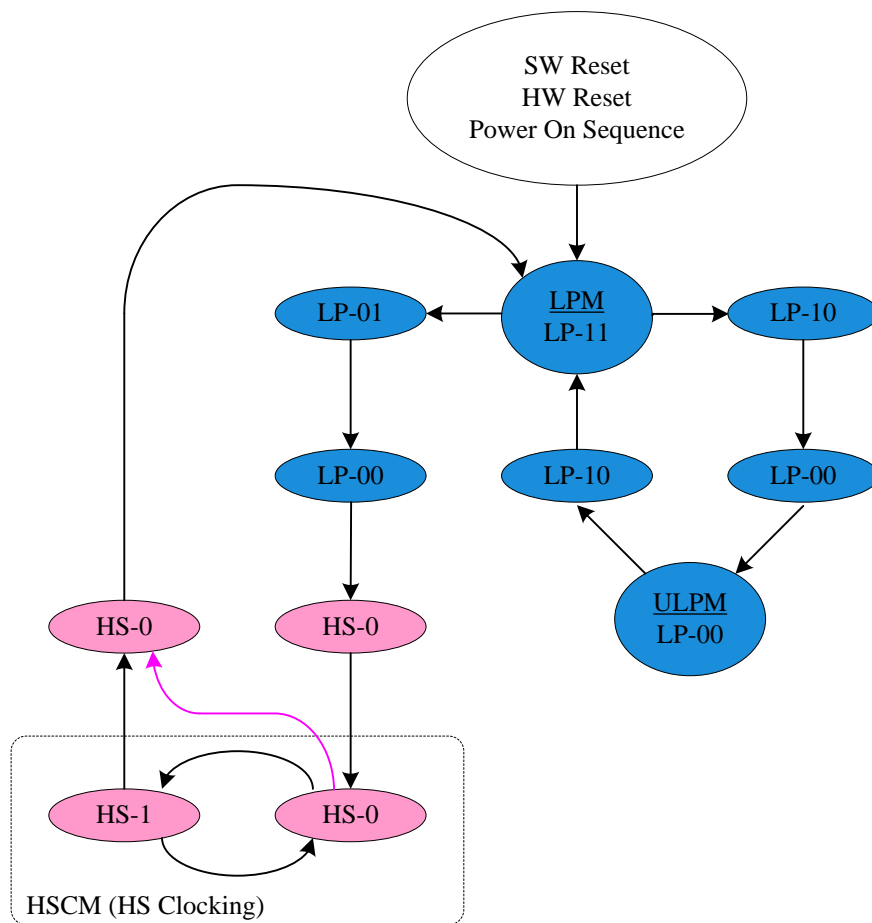 SW Reset
HW Reset
Power On Sequence
LP-01
LPM
LP-11
LP-10
LP-00
LP-10
LP-00
ULPM
LP-00
HS-0
HS-0
HS-1
HS-0
HSCM (HS Clocking)